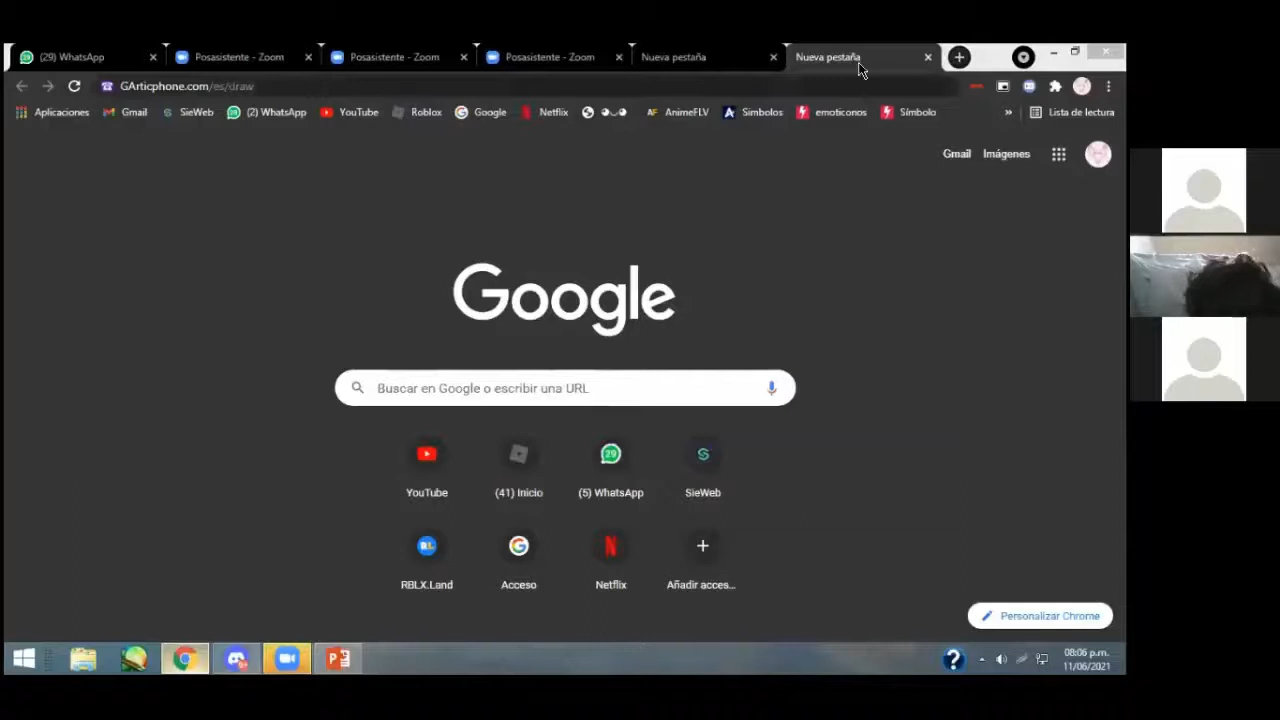 (29) WhatsApp
Posasistente - Zoom
Posasistente - Zoom
Posasistente - Zoom
Nueva pestaña
Nueva pestaña
GArticphone.com/es/draw
Aplicaciones
Gmail
SieWeb
(2) WhatsApp
YouTube
Roblox
Google
Netflix
AnimeFLV
Simbolos
emoticonos
Símbolo
»
Lista de lectura
Gmail
Imágenes
Google
Buscar en Google o escribir una URL
29
YouTube
(41) Inicio
(5) WhatsApp
SieWeb
RBLX.Land
Acceso
Netflix
Añadir acces...
Personalizar Chrome
08:06 p.m.
11/06/2021